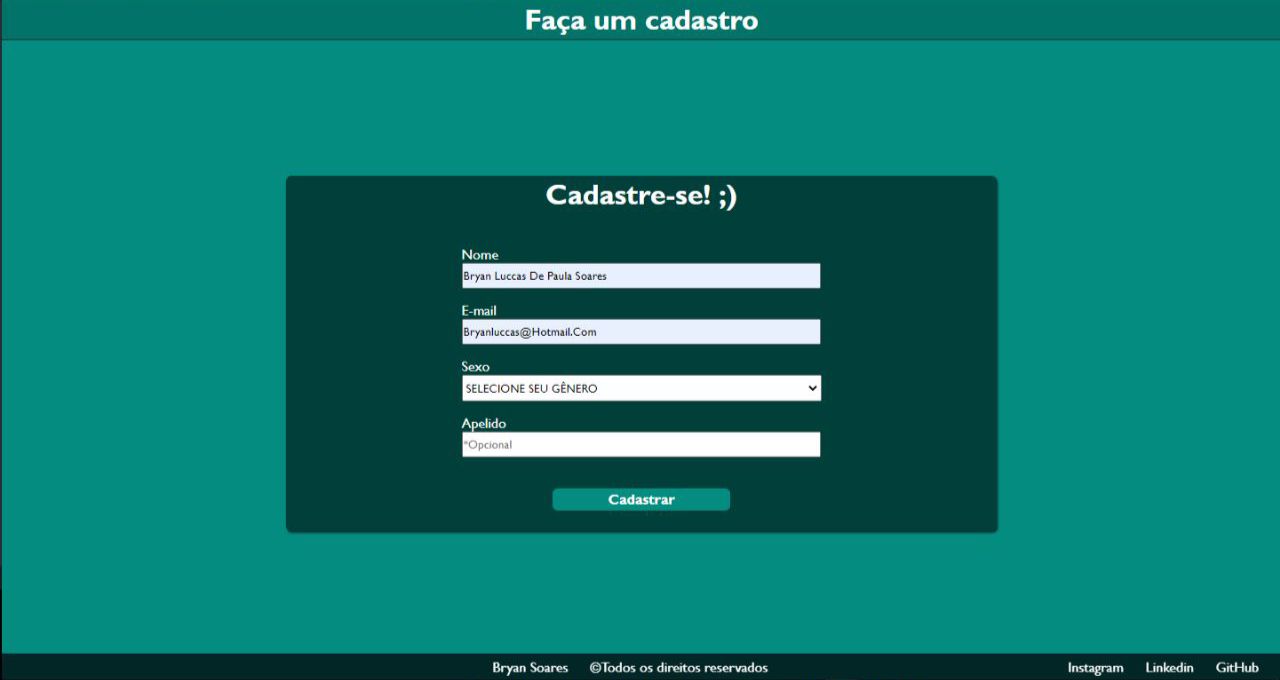 Faça um cadastro
Cadastre-se! ;)
Nome
Bryan Luccas De Paula Soares
E-mail
Bryanluccas@Hotmail.Com
Sexo
SELECIONE SEU GÊNERO
Apelido
*Opcional
Cadastrar
Bryan Soares ©Todos os direitos reservados Instagram Linkedin GitHub